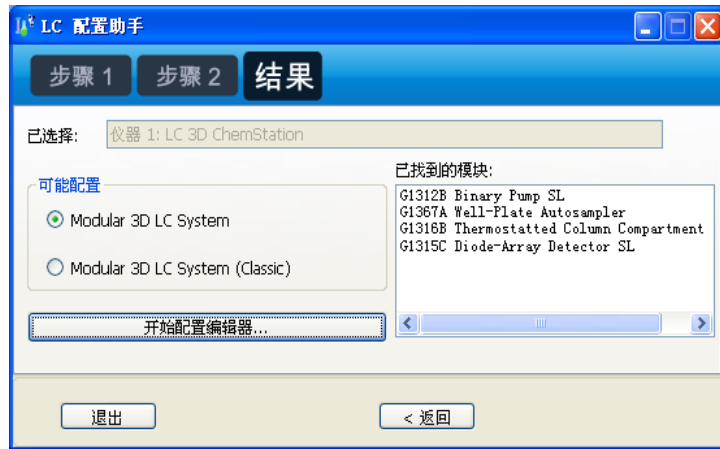 LC 配置助手
步骤 1 步骤 2 结果
已选择: 仪器 1: LC 3D ChemStation
可能配置
Modular 3D LC System
Modular 3D LC System (Classic)
开始配置编辑器...
已找到的模块:
G1312B Binary Pump SL
G1367A Well-Plate Autosampler
G1316B Thermostatted Column Compartment
G1315C Diode-Array Detector SL
退出
< 返回